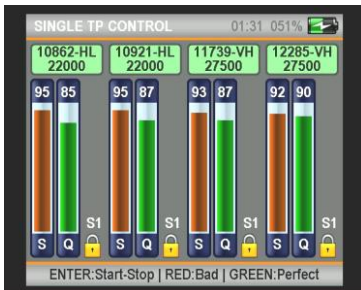 SINGLE TP CONTROL 01:31 051%
10862-HL 10921-HL 11739-VH 12285-VH
22000 22000 27500 27500
95 85 95 87 93 87 92 90
S1 S1 S1 S1
S Q S Q S Q S Q
ENTER:Start-Stop | RED:Bad | GREEN:Perfect